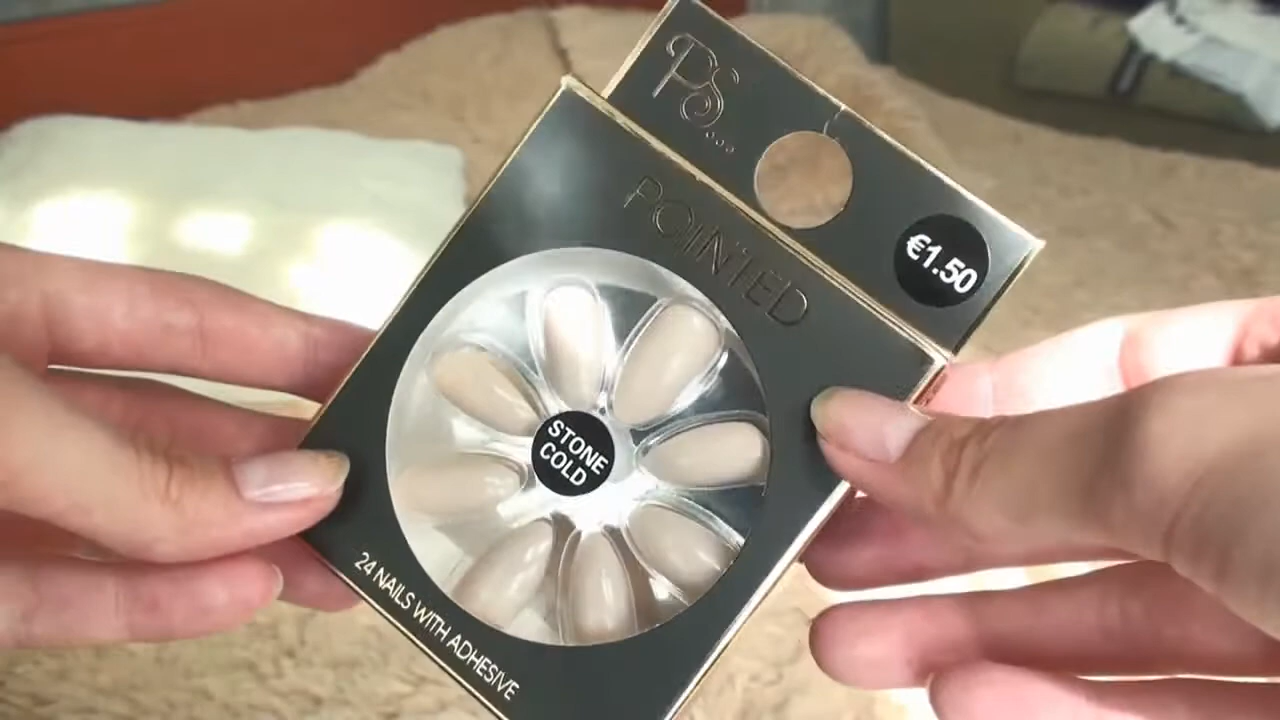 PS...
€1.50
POINTED
STONE
COLD
24 NAILS WITH ADHESIVE